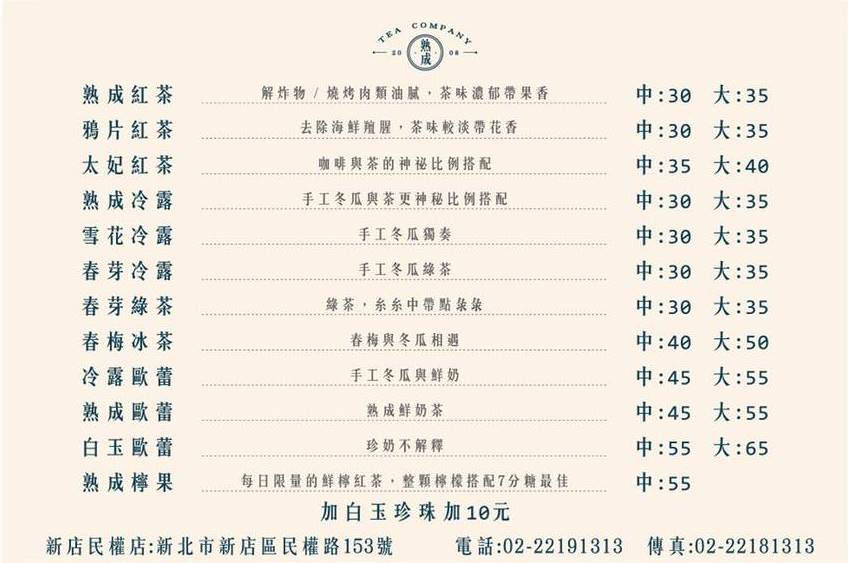 TEA COMPANY
20 熟成 08
熟成紅茶 解炸物 / 燒烤肉類油膩，茶味濃郁帶果香 中:30 大:35
鴉片紅茶 去除海鮮羶腥，茶味較淡帶花香 中:30 大:35
太妃紅茶 咖啡與茶的神祕比例搭配 中:35 大:40
熟成冷露 手工冬瓜與茶更神秘比例搭配 中:30 大:35
雪花冷露 手工冬瓜獨奏 中:30 大:35
春芽冷露 手工冬瓜綠茶 中:30 大:35
春芽綠茶 綠茶，糸糸中帶點彔彔 中:30 大:35
春梅冰茶 春梅與冬瓜相遇 中:40 大:50
冷露歐蕾 手工冬瓜與鮮奶 中:45 大:55
熟成歐蕾 熟成鮮奶茶 中:45 大:55
白玉歐蕾 珍奶不解釋 中:55 大:65
熟成檸果 每日限量的鮮檸紅茶，整顆檸檬搭配7分糖最佳 中:55
加白玉珍珠加10元
新店民權店:新北市新店區民權路153號 電話:02-22191313 傳真:02-22181313